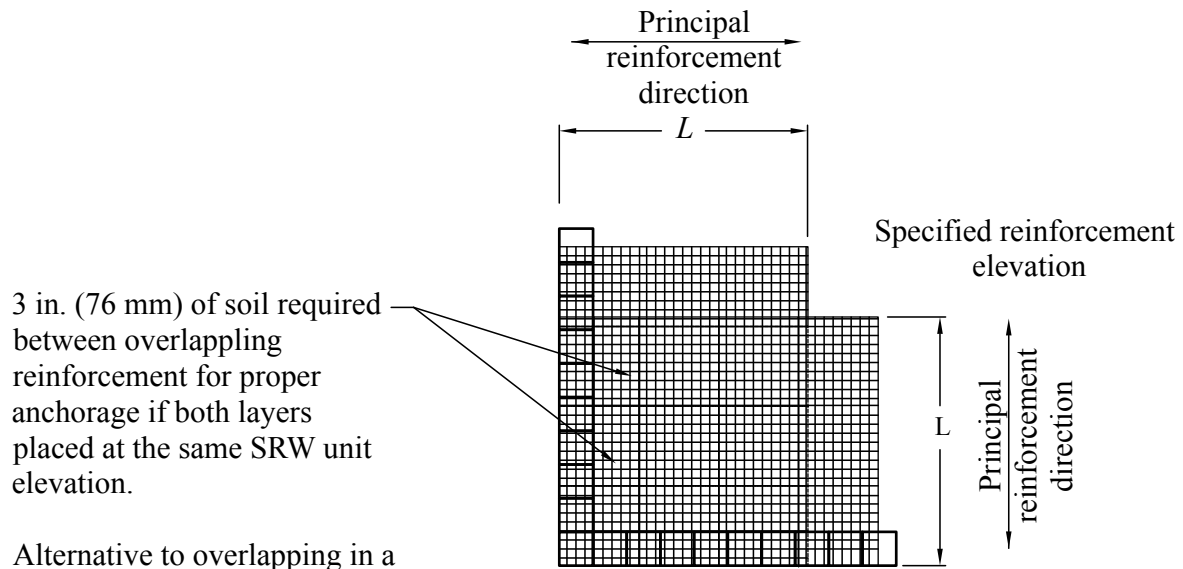 Principal
reinforcement
direction
L
Specified reinforcement
elevation
3 in. (76 mm) of soil required
between overlappling
reinforcement for proper
anchorage if both layers
placed at the same SRW unit
elevation.
L
Principal
reinforcement
direction
Alternative to overlapping in a